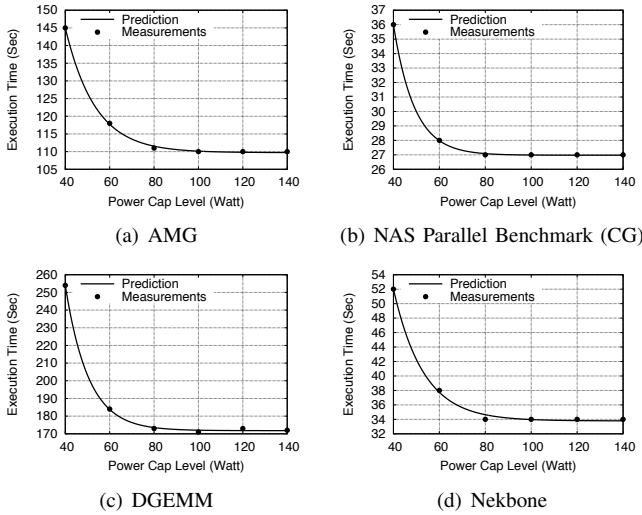 Prediction
Measurements
Execution Time (Sec)
150
145
140
135
130
125
120
115
110
105
40 60 80 100 120 140
Power Cap Level (Watt)
(a) AMG
Prediction
Measurements
Execution Time (Sec)
37
36
35
34
33
32
31
30
29
28
27
26
40 60 80 100 120 140
Power Cap Level (Watt)
(b) NAS Parallel Benchmark (CG)
Prediction
Measurements
Execution Time (Sec)
260
250
240
230
220
210
200
190
180
170
40 60 80 100 120 140
Power Cap Level (Watt)
(c) DGEMM
Prediction
Measurements
Execution Time (Sec)
54
52
50
48
46
44
42
40
38
36
34
32
40 60 80 100 120 140
Power Cap Level (Watt)
(d) Nekbone